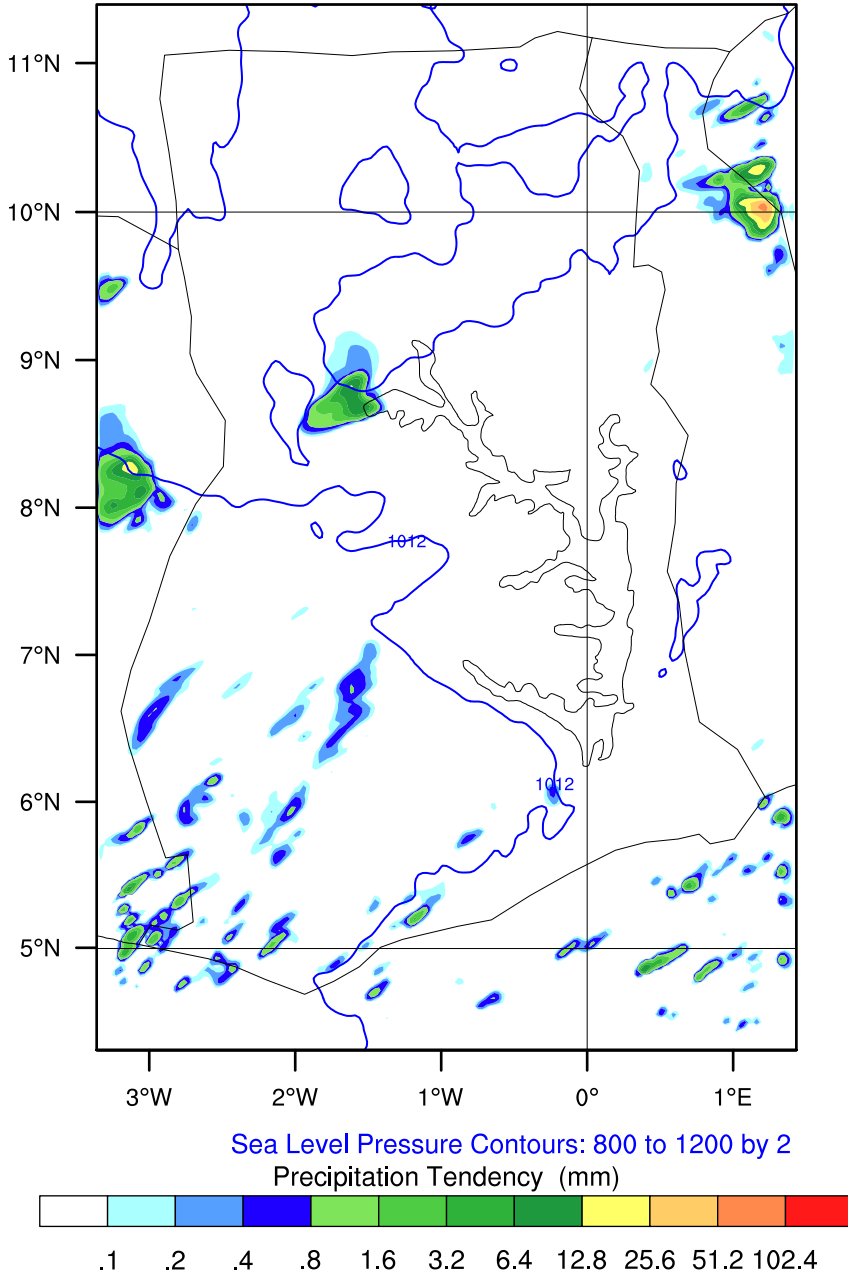 11°N
10°N
9°N
8°N
1012
7°N
1012
6°N
5°N
3°W 2°W 1°W 0° 1°E
Sea Level Pressure Contours: 800 to 1200 by 2
Precipitation Tendency (mm)
.1 .2 .4 .8 1.6 3.2 6.4 12.8 25.6 51.2 102.4